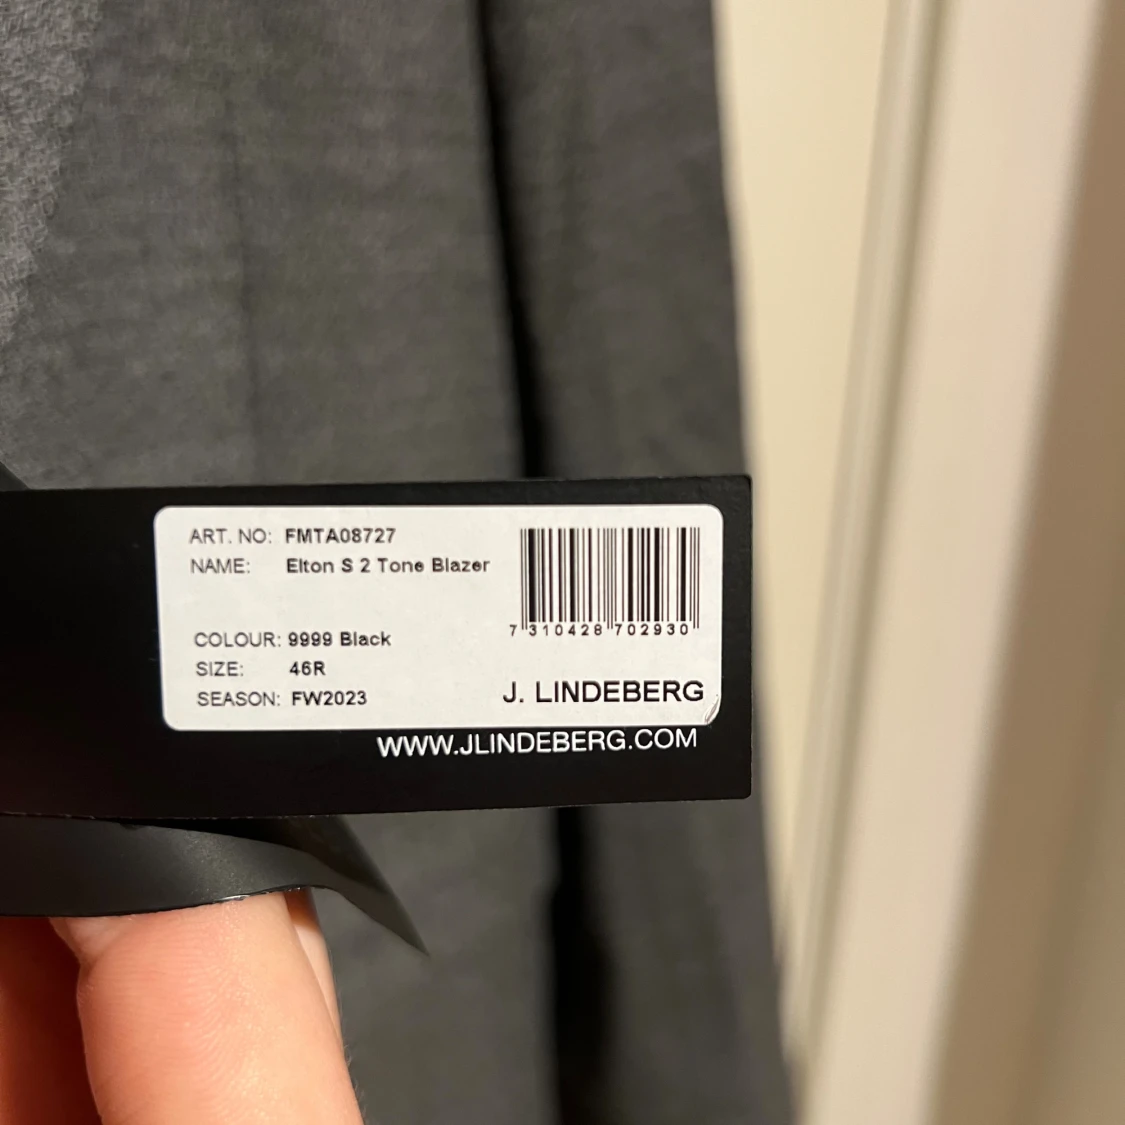 ART. NO: FMTA08727
NAME: Elton S 2 Tone Blazer
COLOUR: 9999 Black
SIZE: 46R
SEASON: FW2023
7 310428 702930
J. LINDEBERG
WWW.JLINDEBERG.COM